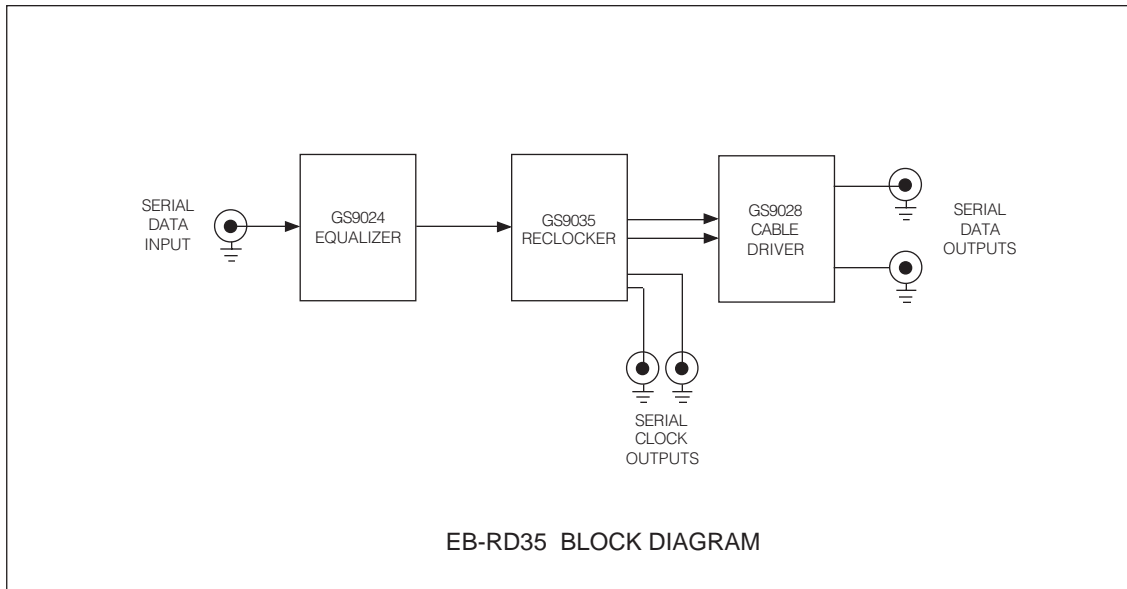 SERIAL
DATA
INPUT
GS9024
EQUALIZER
GS9035
RECLOCKER
GS9028
CABLE
DRIVER
SERIAL
DATA
OUTPUTS
SERIAL
CLOCK
OUTPUTS
EB-RD35 BLOCK DIAGRAM